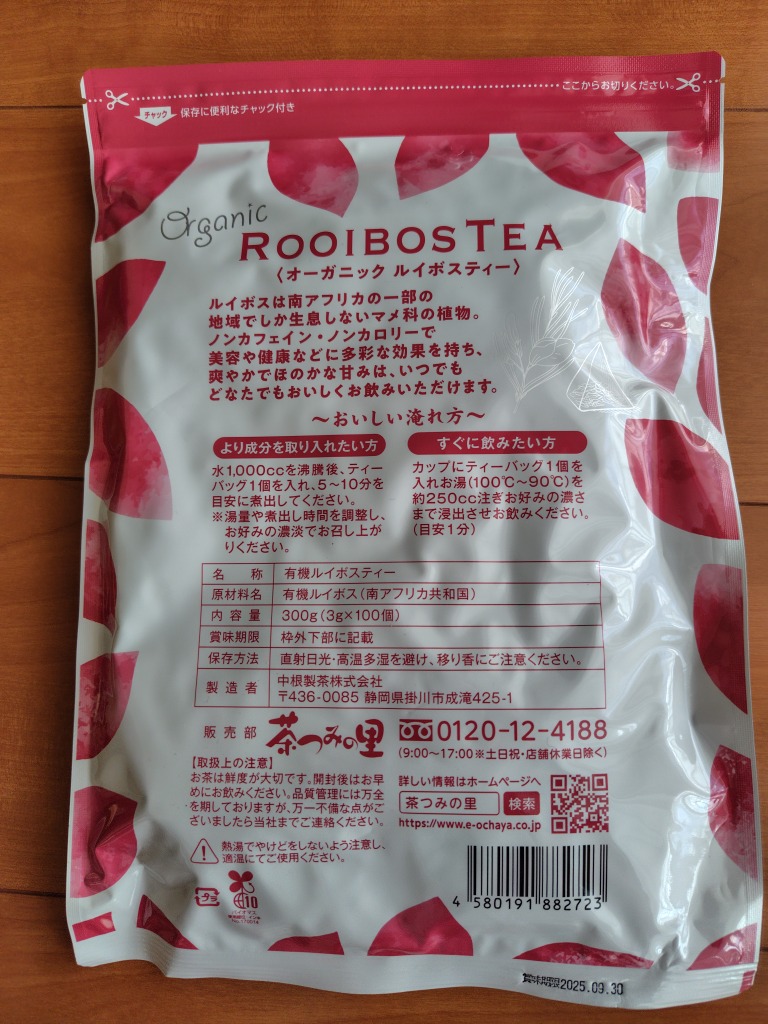 ここからお切りください。
チャック 保存に便利なチャック付き
Organic
ROOIBOS TEA
〈オーガニック ルイボスティー〉
ルイボスは南アフリカの一部の
地域でしか生息しないマメ科の植物。
ノンカフェイン・ノンカロリーで
美容や健康などに多彩な効果を持ち、
爽やかでほのかな甘みは、いつでも
どなたでもおいしくお飲みいただけます。
〜おいしい淹れ方〜
より成分を取り入れたい方
水1,000ccを沸騰後、ティー
バッグ1個を入れ、5〜10分を
目安に煮出してください。
※湯量や煮出し時間を調整し、
お好みの濃淡でお召し上が
りください。
すぐに飲みたい方
カップにティーバッグ1個を
入れお湯(100℃〜90℃)を
約250cc注ぎお好みの濃さ
まで浸出させお飲みください。
(目安1分)
名称 有機ルイボスティー
原材料名 有機ルイボス(南アフリカ共和国)
内容量 300g(3g×100個)
賞味期限 枠外下部に記載
保存方法 直射日光・高温多湿を避け、移り香にご注意ください。
製造者 中根製茶株式会社
〒436-0085 静岡県掛川市成滝425-1
販売部 茶つみの里 0120-12-4188
(9:00〜17:00※土日祝・店舗休業日除く)
【取扱上の注意】
お茶は鮮度が大切です。開封後はお早
めにお飲みください。品質管理には万全
を期しておりますが、万一不備な点がご
ざいましたら当社までご連絡ください。
詳しい情報はホームページへ
茶つみの里 検索
https://www.e-ochaya.co.jp
熱湯でやけどをしないよう注意し、
適温にてご使用ください。
10
バイオマス
4 580191 882723
賞味期限2025.09.30